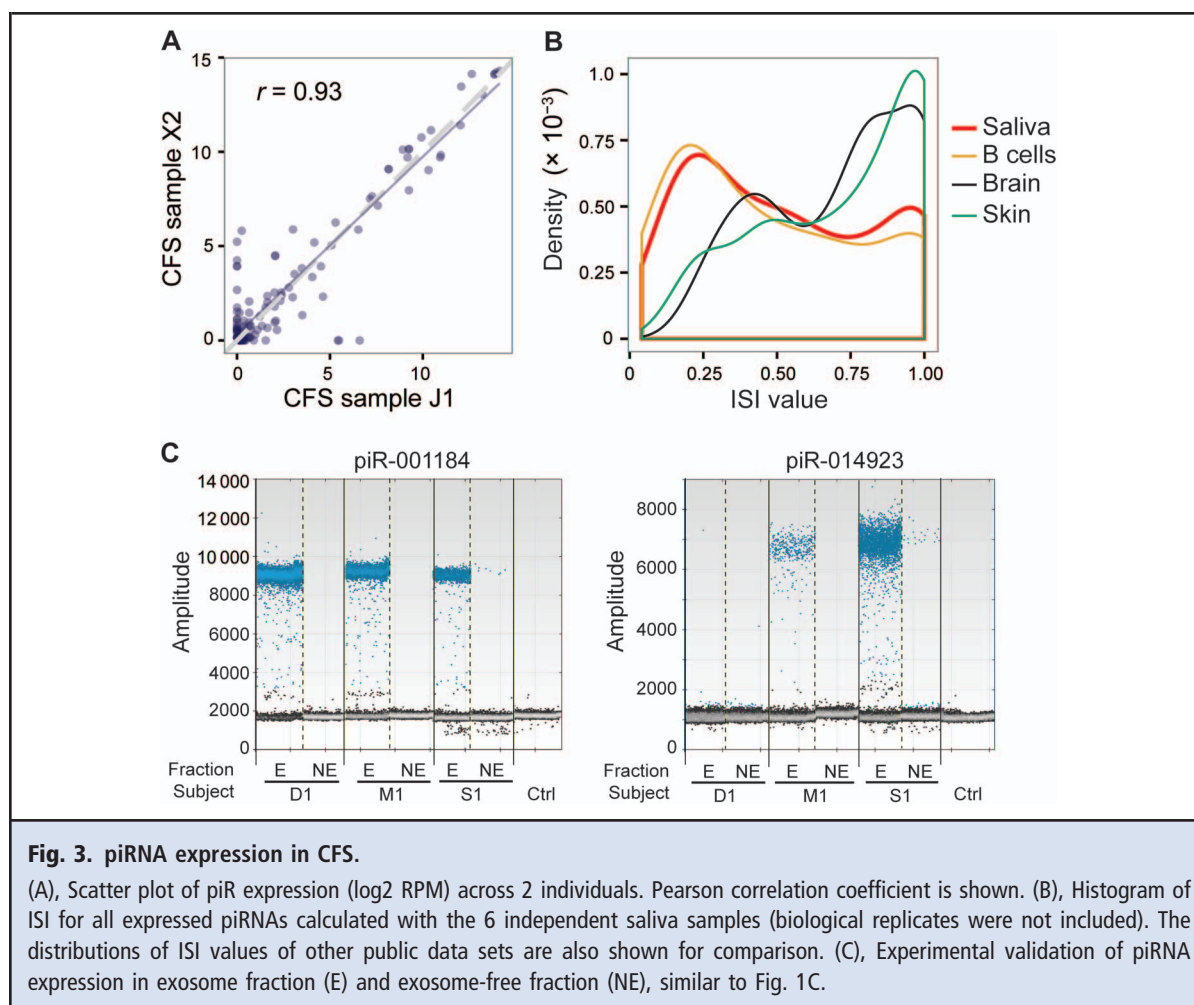 A
15
10
5
0
r = 0.93
CFS sample X2
0 5 10
CFS sample J1
B
1.0
0.75
0.50
0.25
0
Density (× 10⁻³)
0 0.25 0.50 0.75 1.00
ISI value
Saliva
B cells
Brain
Skin
C
piR-001184
14 000
12 000
10 000
8000
6000
4000
2000
0
Amplitude
Fraction E NE E NE E NE
Subject D1 M1 S1 Ctrl
piR-014923
8000
6000
4000
2000
0
Amplitude
Fraction E NE E NE E NE
Subject D1 M1 S1 Ctrl
Fig. 3. piRNA expression in CFS.
(A), Scatter plot of piR expression (log2 RPM) across 2 individuals. Pearson correlation coefficient is shown. (B), Histogram of
ISI for all expressed piRNAs calculated with the 6 independent saliva samples (biological replicates were not included). The
distributions of ISI values of other public data sets are also shown for comparison. (C), Experimental validation of piRNA
expression in exosome fraction (E) and exosome-free fraction (NE), similar to Fig. 1C.